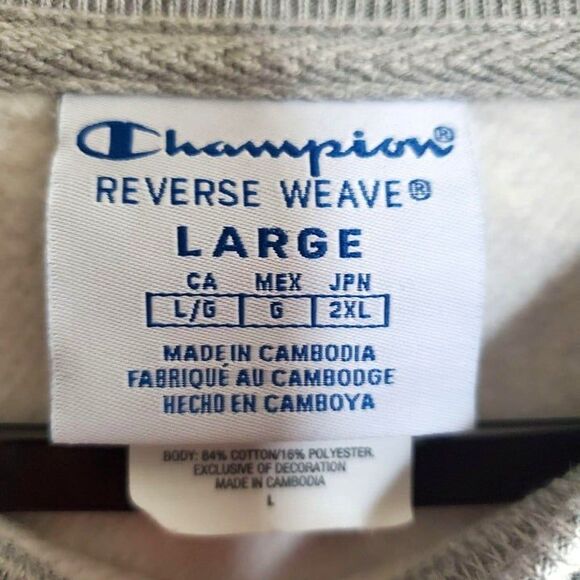 Champion®
REVERSE WEAVE®
LARGE
CA MEX JPN
L/G G 2XL
MADE IN CAMBODIA
FABRIQUÉ AU CAMBODGE
HECHO EN CAMBOYA
BODY: 84% COTTON/16% POLYESTER.
EXCLUSIVE OF DECORATION
MADE IN CAMBODIA
L